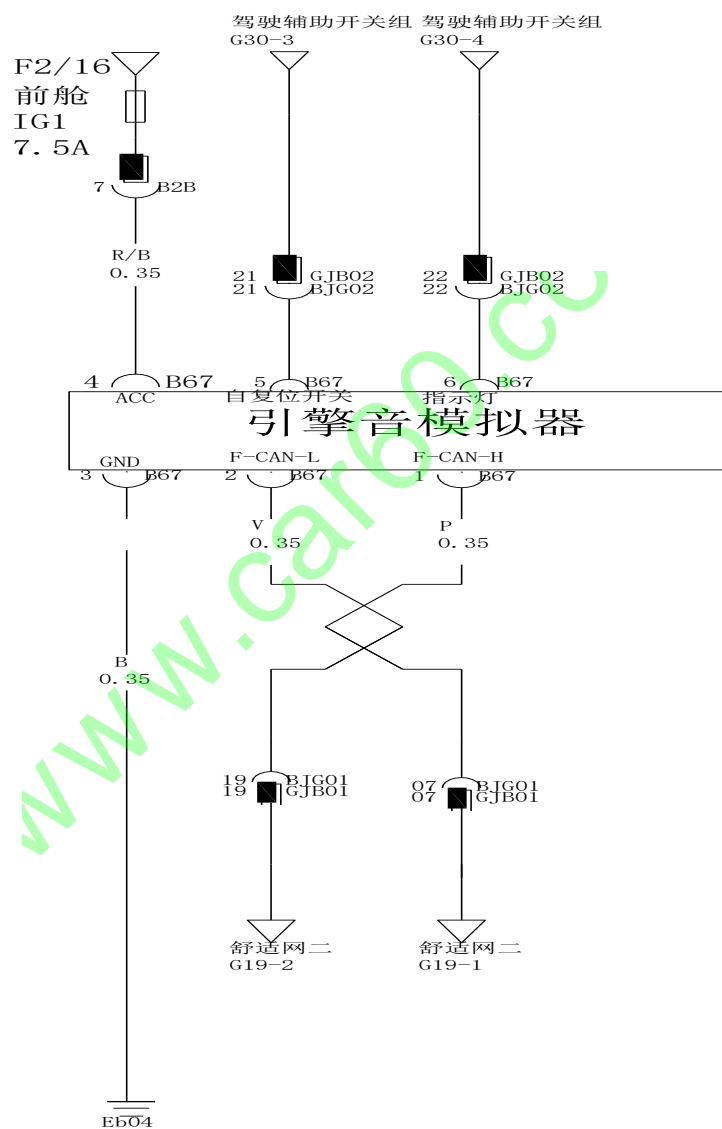 驾驶辅助开关组 驾驶辅助开关组
G30-3 G30-4
F2/16
前舱
IG1
7.5A
7 B2B
R/B
0.35
21 GJB02 22 GJB02
21 BJG02 22 BJG02
4 B67 5 B67 6 B67
ACC 自复位开关 指示灯
引擎音模拟器
GND F-CAN-L F-CAN-H
3 B67 2 B67 1 B67
V P
0.35 0.35
B
0.35
19 BJG01 07 BJG01
19 GJB01 07 GJB01
舒适网二 舒适网二
G19-2 G19-1
Eb04
www.car60.co